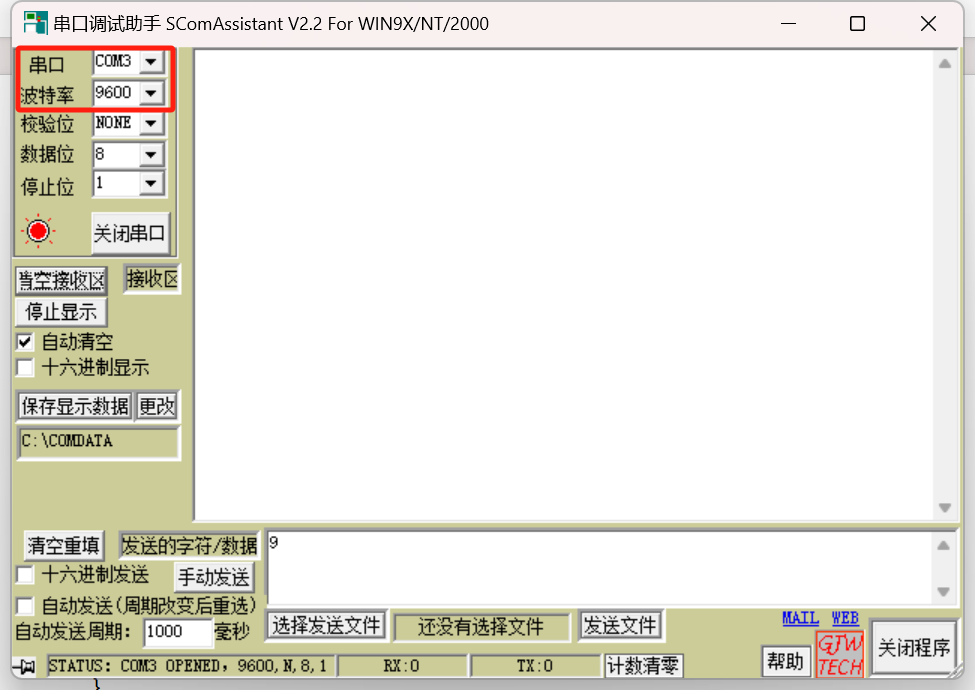 串口调试助手 SComAssistant V2.2 For WIN9X/NT/2000
串口 COM3
波特率 9600
校验位 NONE
数据位 8
停止位 1
关闭串口
清空接收区 接收区
停止显示
自动清空
十六进制显示
保存显示数据 更改
C:\COMDATA
清空重填 发送的字符/数据 9
十六进制发送 手动发送
自动发送(周期改变后重选)
自动发送周期: 1000 毫秒 选择发送文件 还没有选择文件 发送文件
MAIL WEB
STATUS: COM3 OPENED, 9600,N,8,1 RX:0 TX:0 计数清零 帮助 GJW TECH 关闭程序